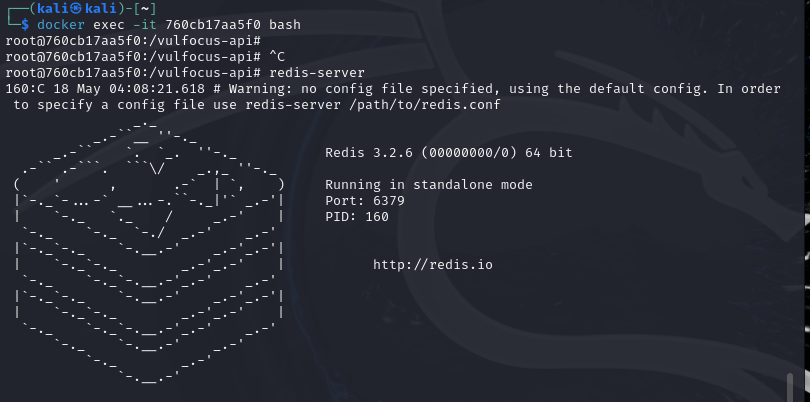 ┌──(kali㉿kali)-[~]
└─$ docker exec -it 760cb17aa5f0 bash
root@760cb17aa5f0:/vulfocus-api#
root@760cb17aa5f0:/vulfocus-api# ^C
root@760cb17aa5f0:/vulfocus-api# redis-server
160:C 18 May 04:08:21.618 # Warning: no config file specified, using the default config. In order
to specify a config file use redis-server /path/to/redis.conf
Redis 3.2.6 (00000000/0) 64 bit
Running in standalone mode
Port: 6379
PID: 160
http://redis.io